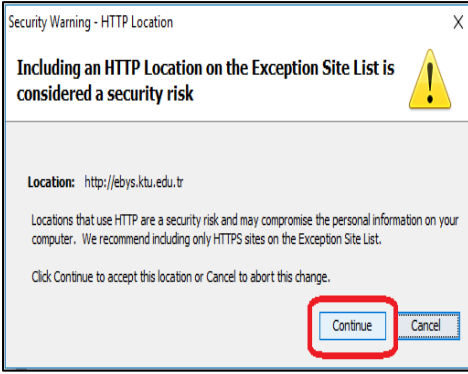 Security Warning - HTTP Location
Including an HTTP Location on the Exception Site List is
considered a security risk
Location: http://ebys.ktu.edu.tr
Locations that use HTTP are a security risk and may compromise the personal information on your
computer. We recommend including only HTTPS sites on the Exception Site List.
Click Continue to accept this location or Cancel to abort this change.
Continue Cancel